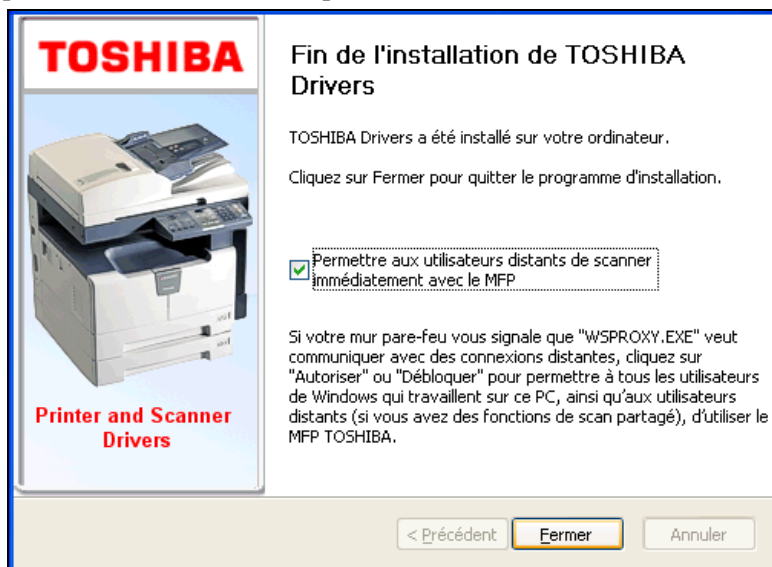 TOSHIBA
Printer and Scanner
Drivers
Fin de l'installation de TOSHIBA
Drivers
TOSHIBA Drivers a été installé sur votre ordinateur.
Cliquez sur Fermer pour quitter le programme d'installation.
Permettre aux utilisateurs distants de scanner
immédiatement avec le MFP
Si votre mur pare-feu vous signale que "WSPROXY.EXE" veut
communiquer avec des connexions distantes, cliquez sur
"Autoriser" ou "Débloquer" pour permettre à tous les utilisateurs
de Windows qui travaillent sur ce PC, ainsi qu'aux utilisateurs
distants (si vous avez des fonctions de scan partagé), d'utiliser le
MFP TOSHIBA.
< Précédent
Fermer
Annuler